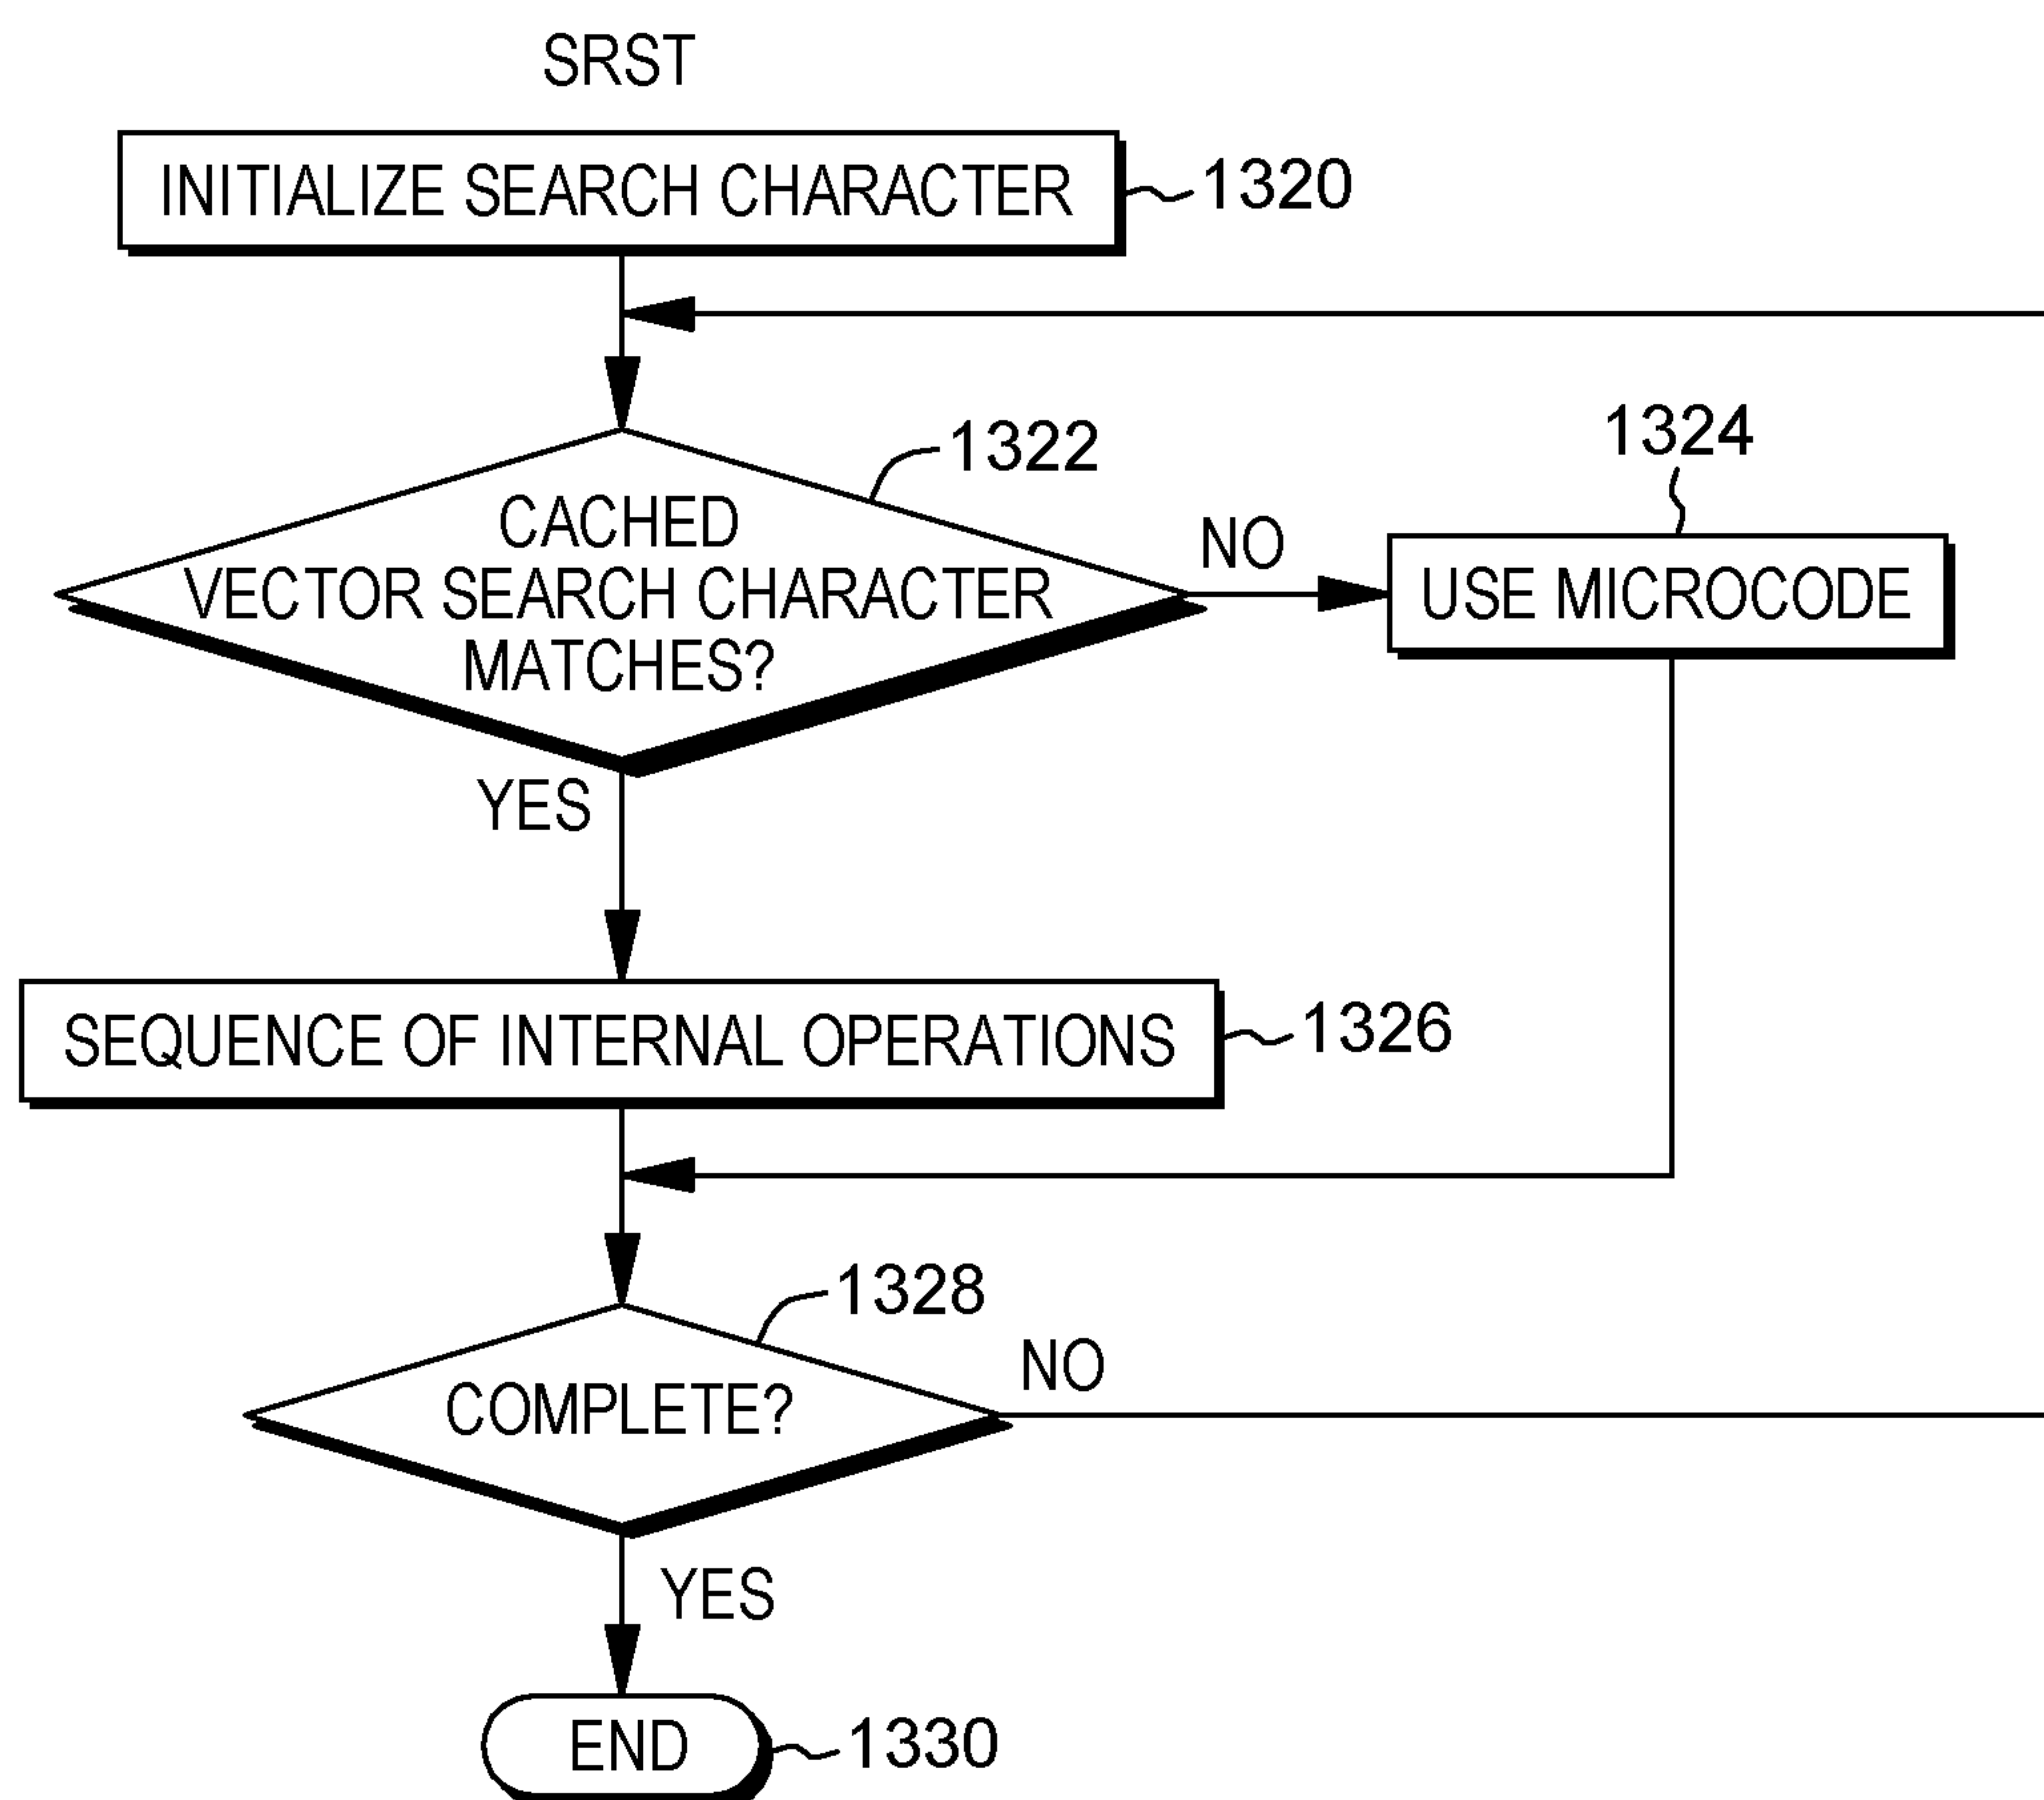 SRST
INITIALIZE SEARCH CHARACTER
1320
1322
CACHED
VECTOR SEARCH CHARACTER
MATCHES?
NO
1324
USE MICROCODE
YES
SEQUENCE OF INTERNAL OPERATIONS
1326
1328
COMPLETE?
NO
YES
END
1330